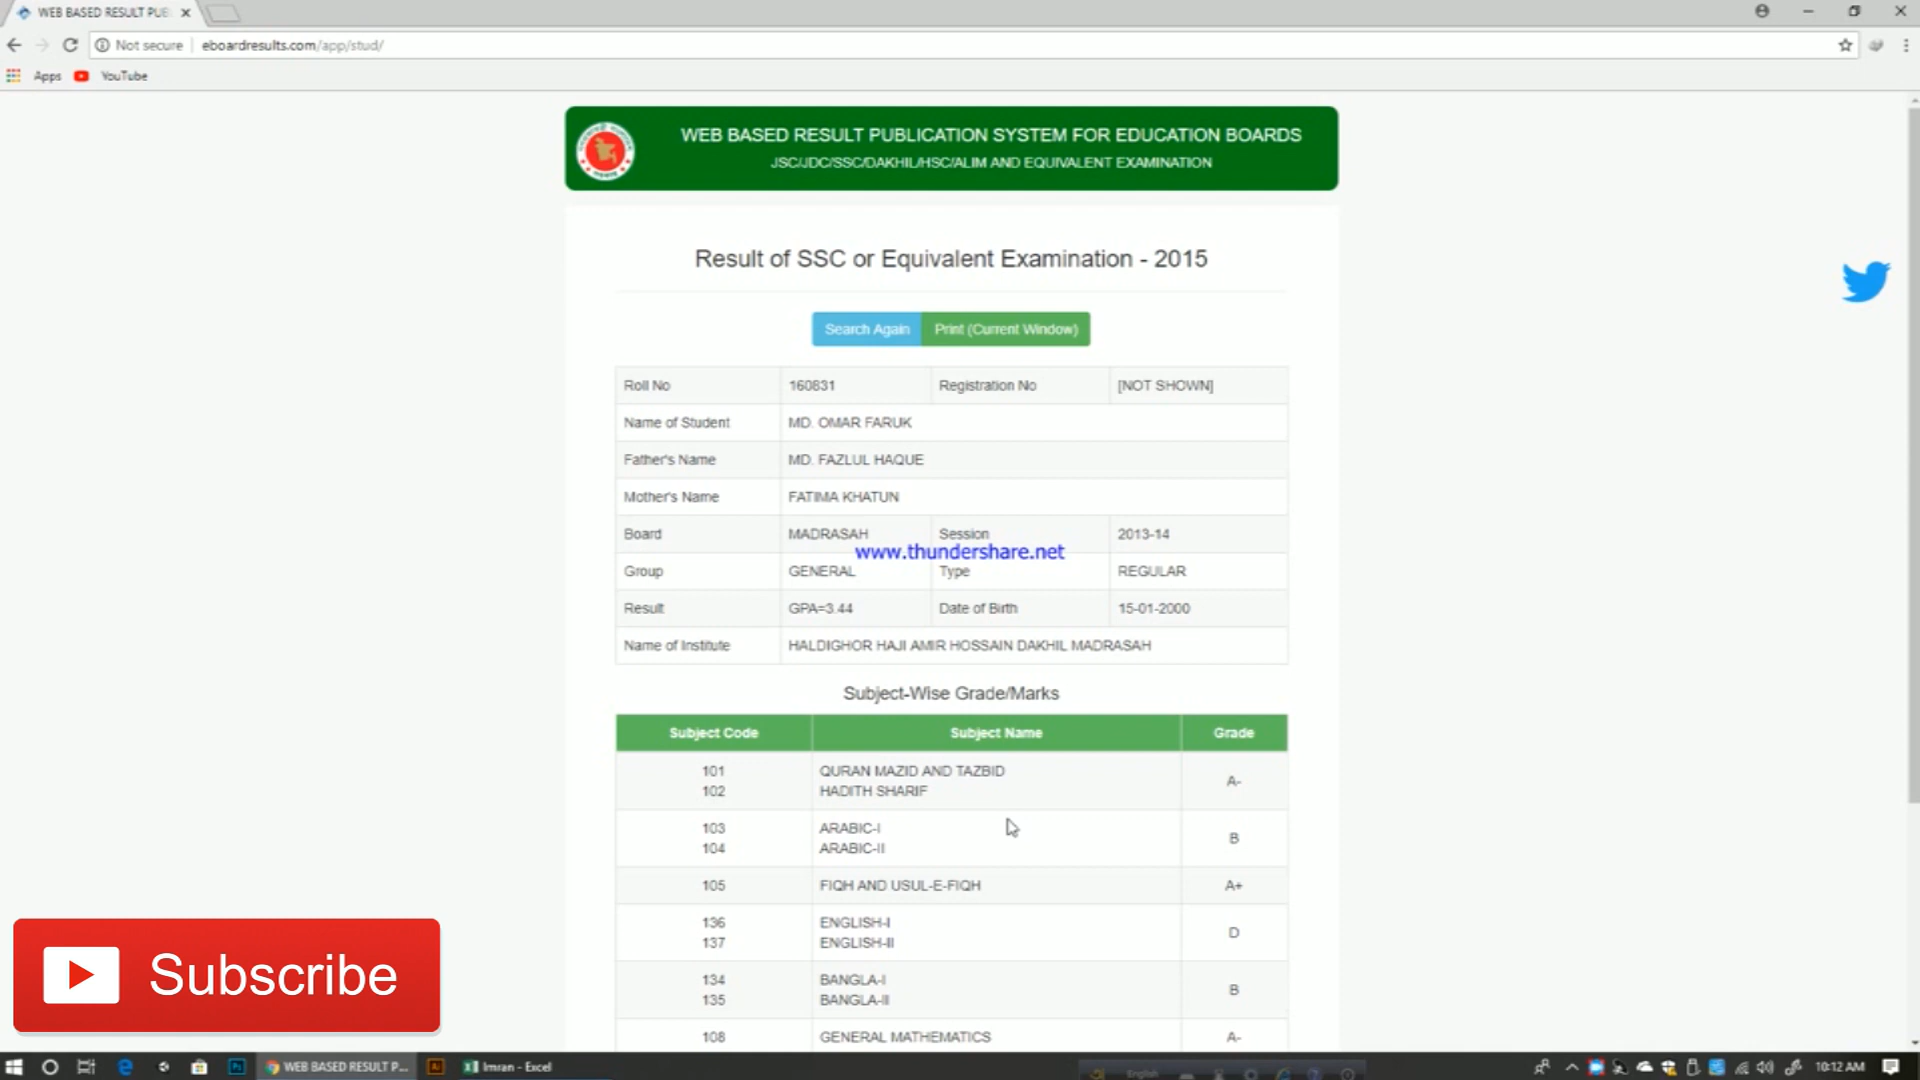 WEB BASED RESULT PUB
Not secure
eboardresults.com/app/stud/
Apps
YouTube
WEB BASED RESULT PUBLICATION SYSTEM FOR EDUCATION BOARDS
JSC/JDC/SSC/DAKHIL/HSC/ALIM AND EQUIVALENT EXAMINATION
Result of SSC or Equivalent Examination - 2015
Search Again Print (Current Window)
Roll No 160831 Registration No [NOT SHOWN]
Name of Student MD. OMAR FARUK
Father's Name MD. FAZLUL HAQUE
Mother's Name FATIMA KHATUN
Board MADRASAH Session 2013-14
www.thundershare.net
Group GENERAL Type REGULAR
Result GPA=3.44 Date of Birth 15-01-2000
Name of Institute HALDIGHOR HAJI AMIR HOSSAIN DAKHIL MADRASAH
Subject-Wise Grade/Marks
Subject Code Subject Name Grade
101 QURAN MAZID AND TAZBID
102 HADITH SHARIF
A-
103 ARABIC-I
104 ARABIC-II
B
105 FIQH AND USUL-E-FIQH A+
136 ENGLISH-I
137 ENGLISH-II
D
134 BANGLA-I
135 BANGLA-II
B
108 GENERAL MATHEMATICS A-
Subscribe
WEB BASED RESULT P...
Imran - Excel
English
10:12 AM